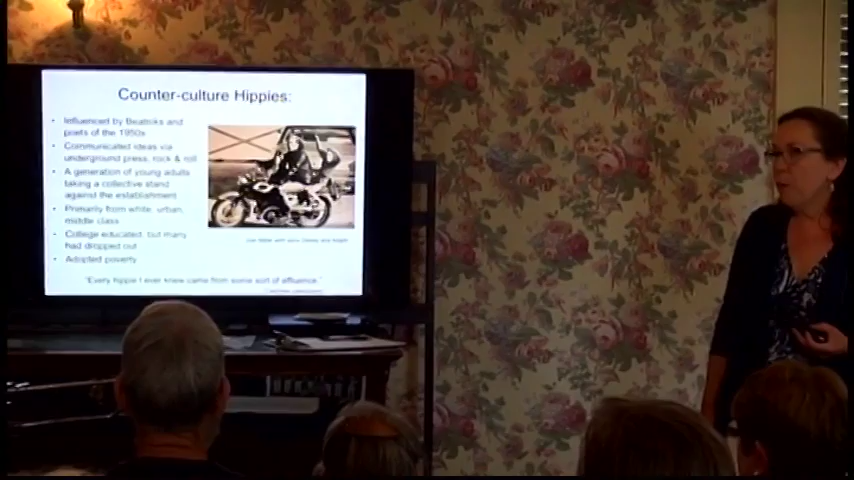 Counter-culture Hippies:
• Influenced by Beatniks and
poets of the 1950s
• Communicated ideas via
underground press, rock & roll
• A generation of young adults
taking a collective stand
against the establishment
• Primarily from white, urban,
middle class
• College educated, but many
had dropped out
• Adopted poverty
"Every hippie I ever knew came from some sort of affluence."